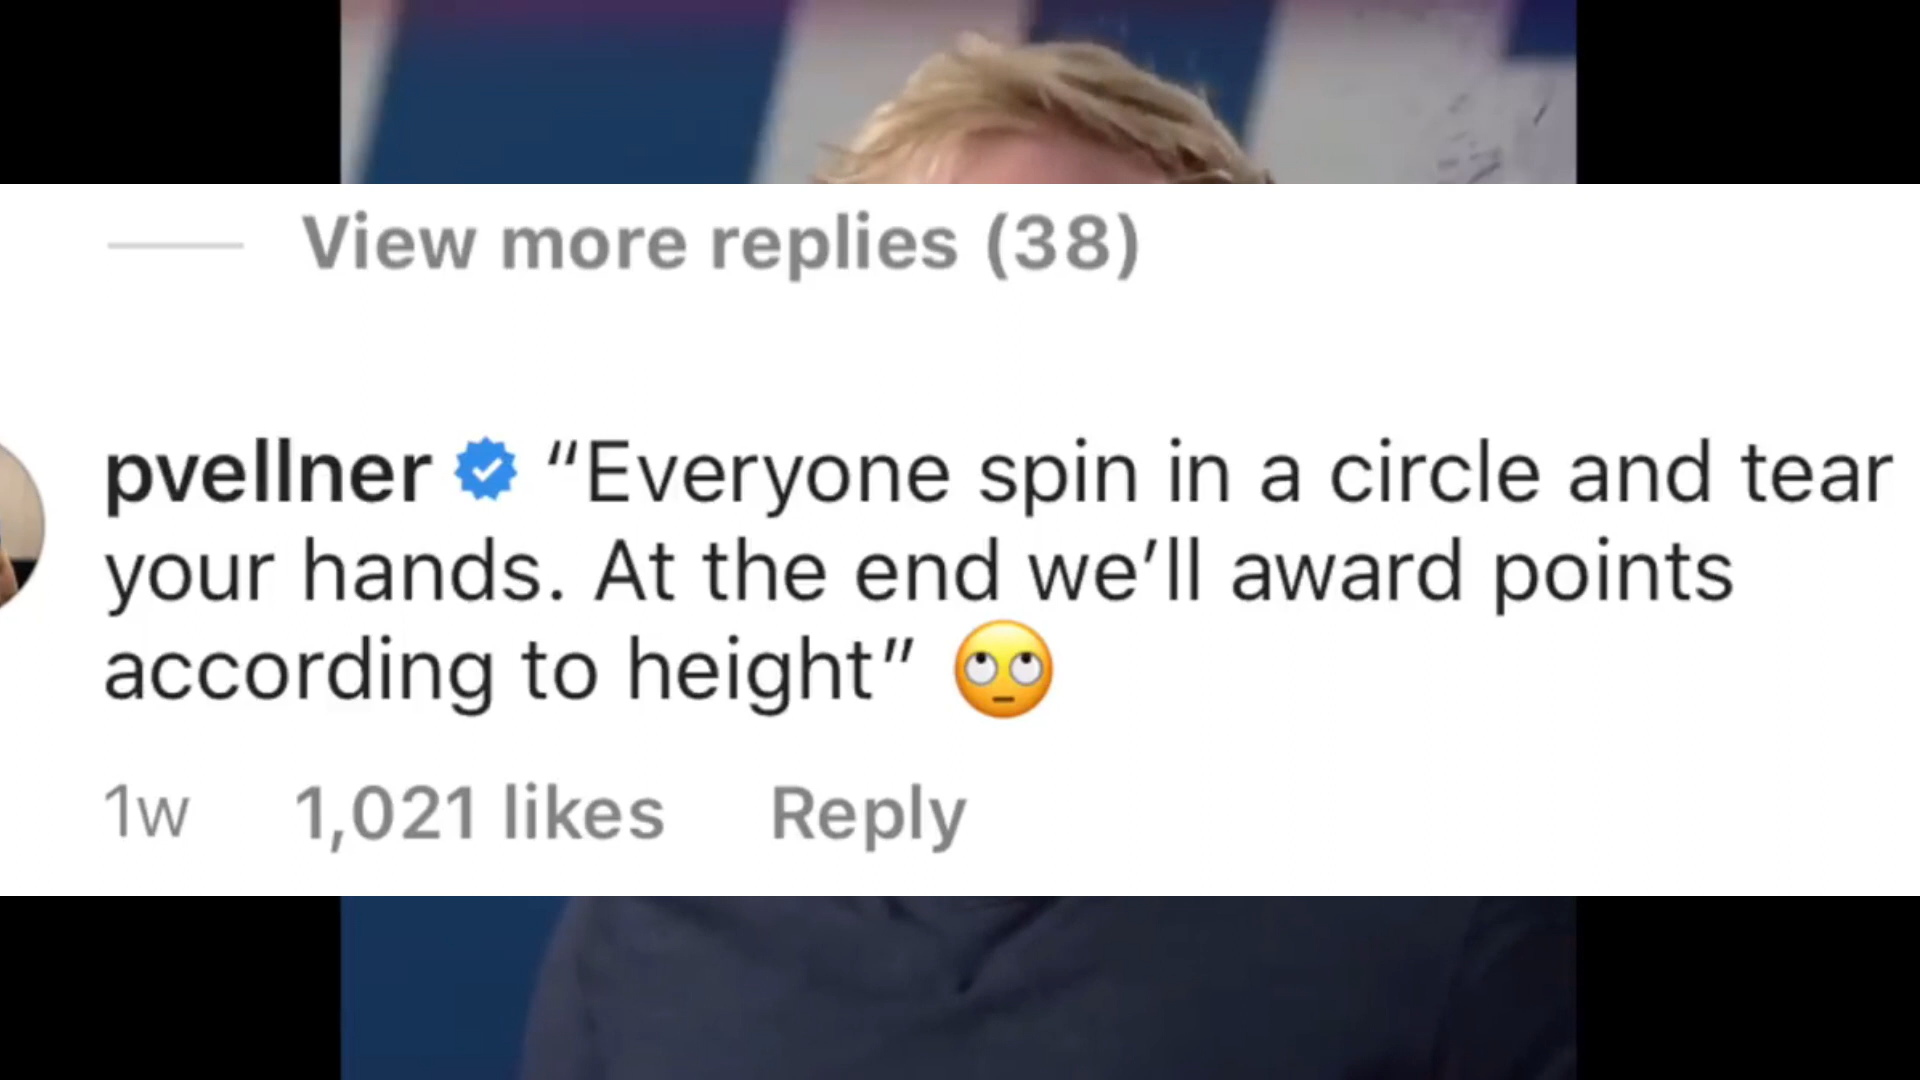 View more replies (38)
pvellner “Everyone spin in a circle and tear
your hands. At the end we’ll award points
according to height” 🙄
1w 1,021 likes Reply